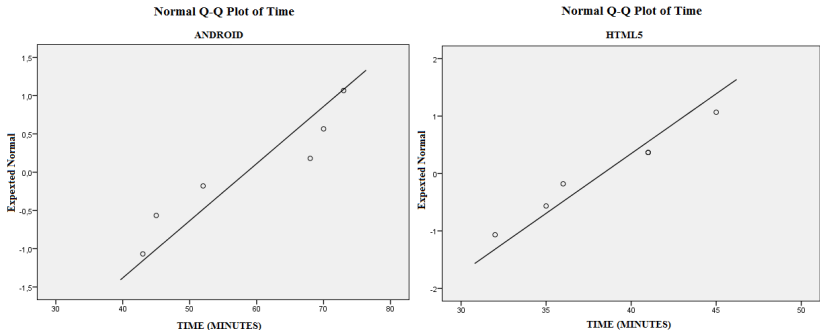 Normal Q-Q Plot of Time
ANDROID
Expexted Normal
1,5
1,0
0,5
0,0
-0,5
-1,0
-1,5
30 40 50 60 70 80
TIME (MINUTES)
Normal Q-Q Plot of Time
HTML5
Expexted Normal
2
1
0
-1
-2
30 35 40 45 50
TIME (MINUTES)